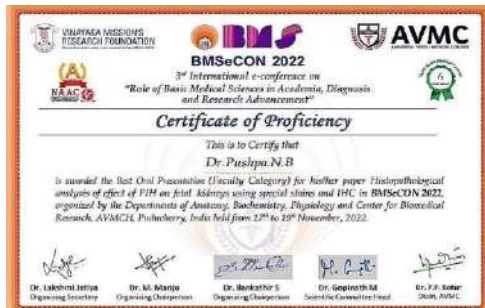 VINAYAKA MISSION'S
RESEARCH FOUNDATION
BMS
AVMC
NAAC
BMSeCON 2022
3rd International e-conference on
"Role of Basic Medical Sciences in Academia, Diagnosis
and Research Advancement"
6
Certificate of Proficiency
This is to Certify that
Dr.Pushpa.N.B
is awarded the Best Oral Presentation (Faculty Category) for his/her paper Histopathological
analysis of effect of PIH on fetal kidneys using special stains and IHC in BMSeCON 2022,
organized by the Departments of Anatomy, Biochemistry, Physiology and Center for Biomedical
Research, AVMCH, Puducherry, India held from 17th to 19th November, 2022.
Dr. Lakshmi Jatiya
Organizing Secretary
Dr. M. Manju
Organizing Chairperson
Dr. Ilankathir S
Organizing Chairperson
Dr. Gopinath M
Scientific Committee Head
Dr. Kotur
Dean, AVMC